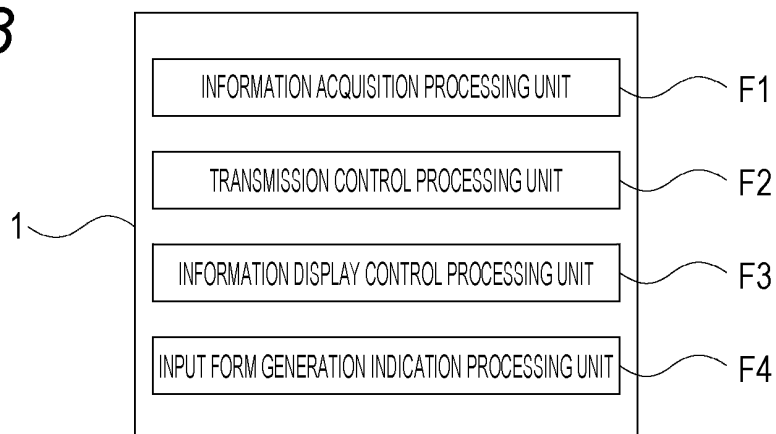 3
INFORMATION ACQUISITION PROCESSING UNIT F1
TRANSMISSION CONTROL PROCESSING UNIT F2
1
INFORMATION DISPLAY CONTROL PROCESSING UNIT F3
INPUT FORM GENERATION INDICATION PROCESSING UNIT F4